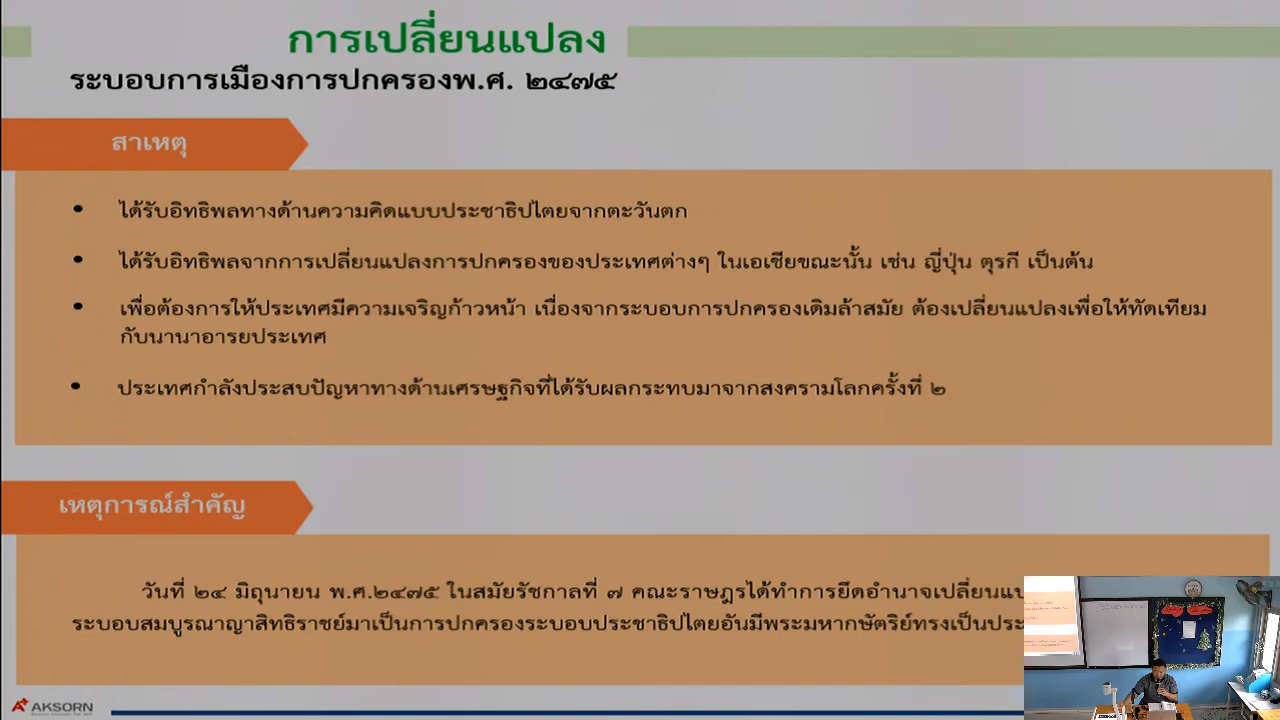 การเปลี่ยนแปลง
ระบอบการเมืองการปกครองพ.ศ. ๒๔๗๕
สาเหตุ
• ได้รับอิทธิพลทางด้านความคิดแบบประชาธิปไตยจากตะวันตก
• ได้รับอิทธิพลจากการเปลี่ยนแปลงการปกครองของประเทศต่างๆ ในเอเชียขณะนั้น เช่น ญี่ปุ่น ตุรกี เป็นต้น
• เพื่อต้องการให้ประเทศมีความเจริญก้าวหน้า เนื่องจากระบอบการปกครองเดิมล้าสมัย ต้องเปลี่ยนแปลงเพื่อให้ทัดเทียม
กับนานาอารยประเทศ
• ประเทศกำลังประสบปัญหาทางด้านเศรษฐกิจที่ได้รับผลกระทบมาจากสงครามโลกครั้งที่ ๒
เหตุการณ์สำคัญ
วันที่ ๒๔ มิถุนายน พ.ศ.๒๔๗๕ ในสมัยรัชกาลที่ ๗ คณะราษฎรได้ทำการยึดอำนาจเปลี่ยนแป
ระบอบสมบูรณาญาสิทธิราชย์มาเป็นการปกครองระบอบประชาธิปไตยอันมีพระมหากษัตริย์ทรงเป็นประ
AKSORN